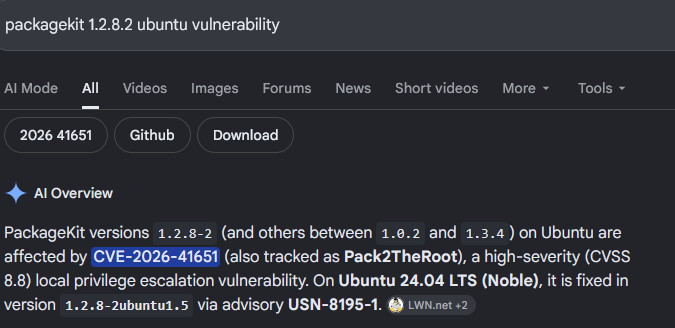 packagekit 1.2.8.2 ubuntu vulnerability
AI Mode All Videos Images Forums News Short videos More Tools
2026 41651 Github Download
AI Overview
PackageKit versions 1.2.8-2 (and others between 1.0.2 and 1.3.4) on Ubuntu are
affected by CVE-2026-41651 (also tracked as Pack2TheRoot), a high-severity (CVSS
8.8) local privilege escalation vulnerability. On Ubuntu 24.04 LTS (Noble), it is fixed in
version 1.2.8-2ubuntu1.5 via advisory USN-8195-1. LWN.net +2